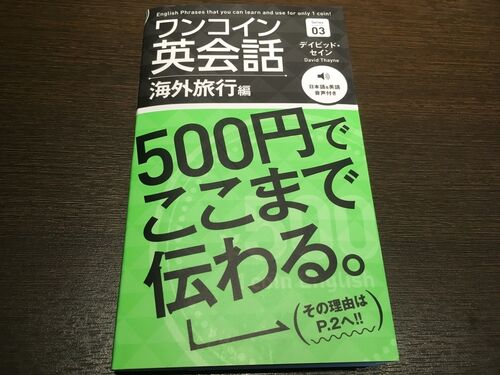 English Phrases that you can learn and use for only 1 coin!
ワンコイン
英会話
海外旅行編
Series
03
デイビッド・
セイン
David Thayne
日本語&英語
音声付き
500円で
ここまで
伝わる。
その理由は
P.2へ!!